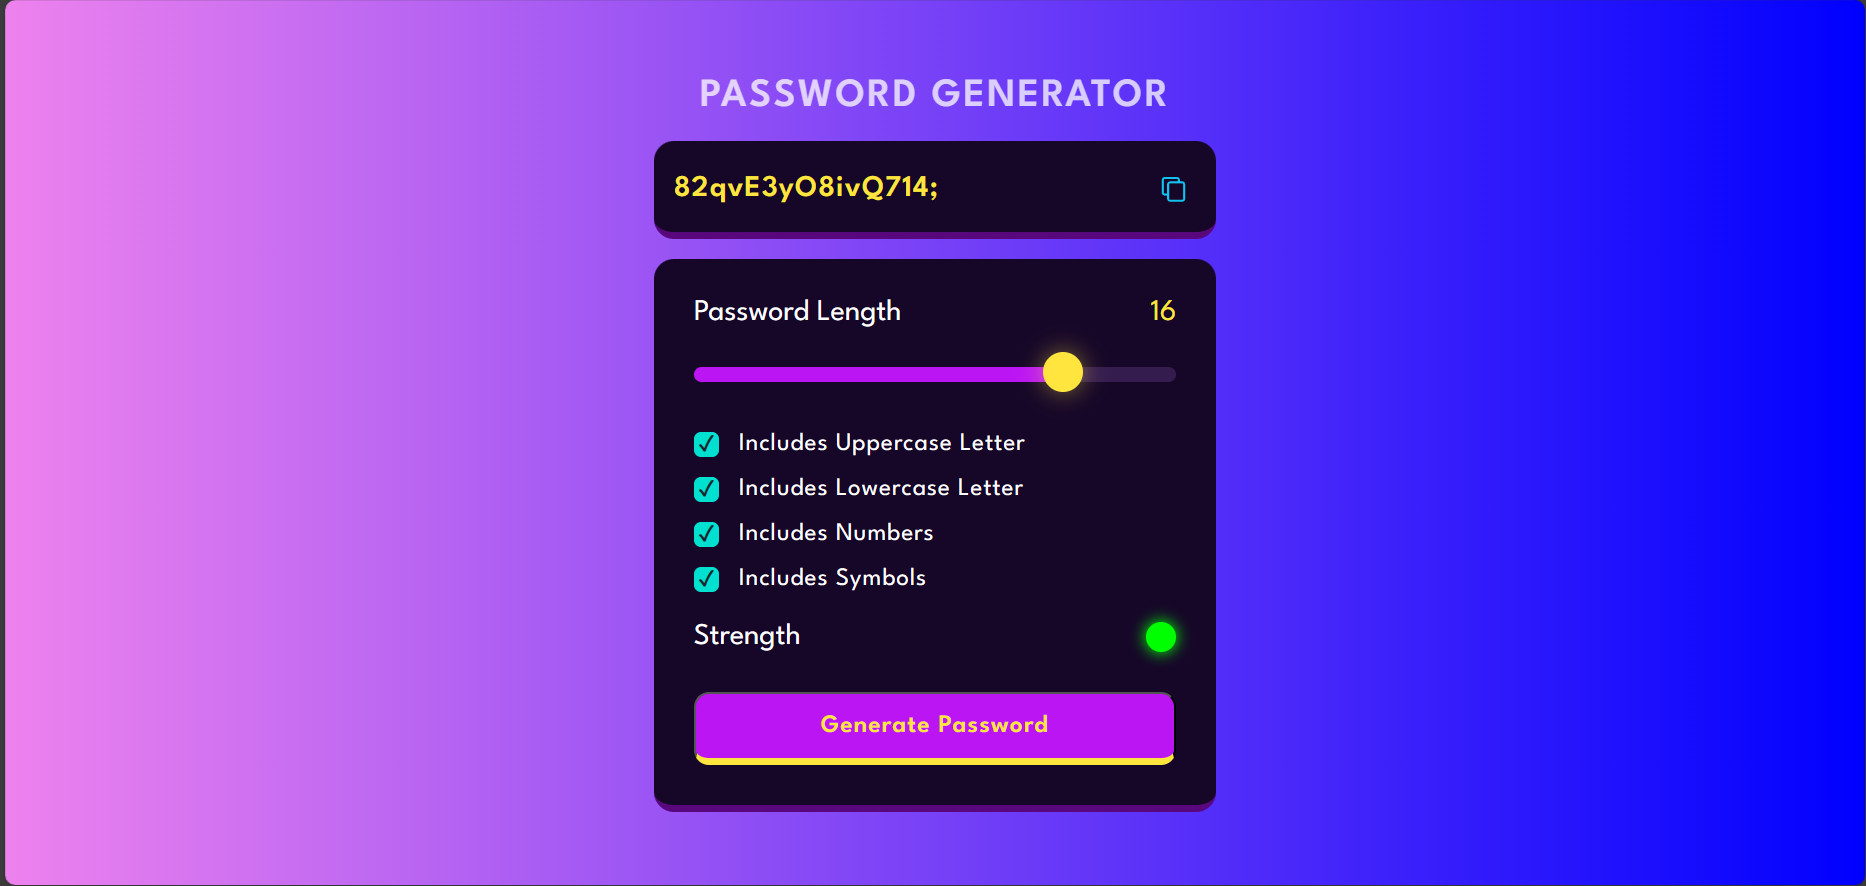 PASSWORD GENERATOR
82qvE3yO8ivQ714;
Password Length 16
Includes Uppercase Letter
Includes Lowercase Letter
Includes Numbers
Includes Symbols
Strength
Generate Password